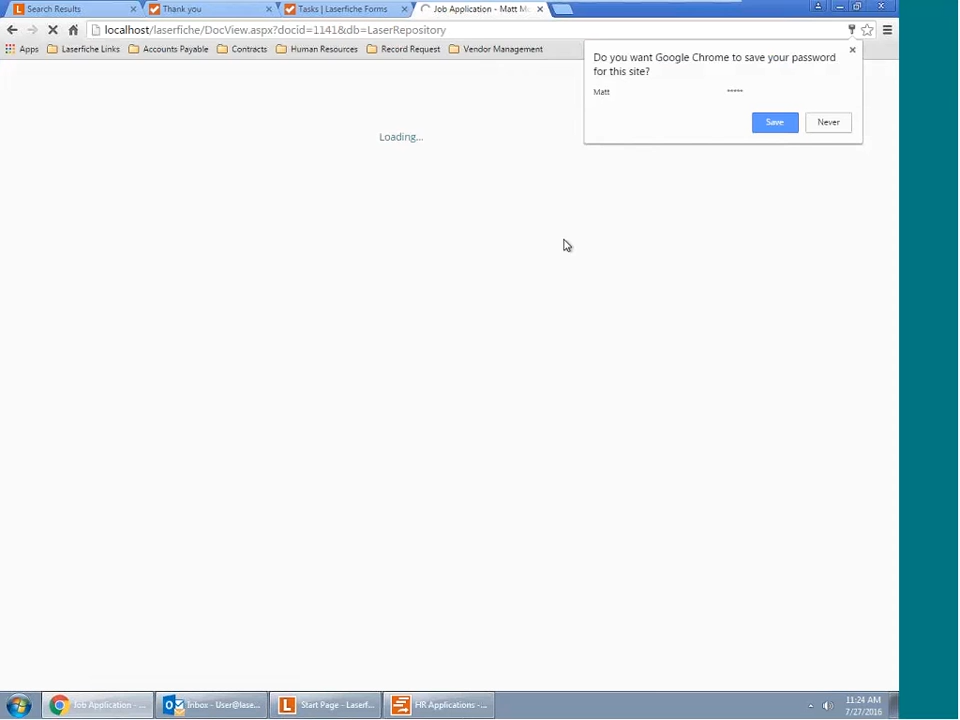 Search Results
Thank you
Tasks | Laserfiche Forms
Job Application - Matt M
localhost/laserfiche/DocView.aspx?docid=1141&db=LaserRepository
Apps Laserfiche Links Accounts Payable Contracts Human Resources Record Request Vendor Management
Do you want Google Chrome to save your password
for this site?
Matt *****
Save Never
Loading...
Job Application - ...
Inbox - User@lase...
Start Page - Laserf...
HR Applications -...
11:24 AM
7/27/2016